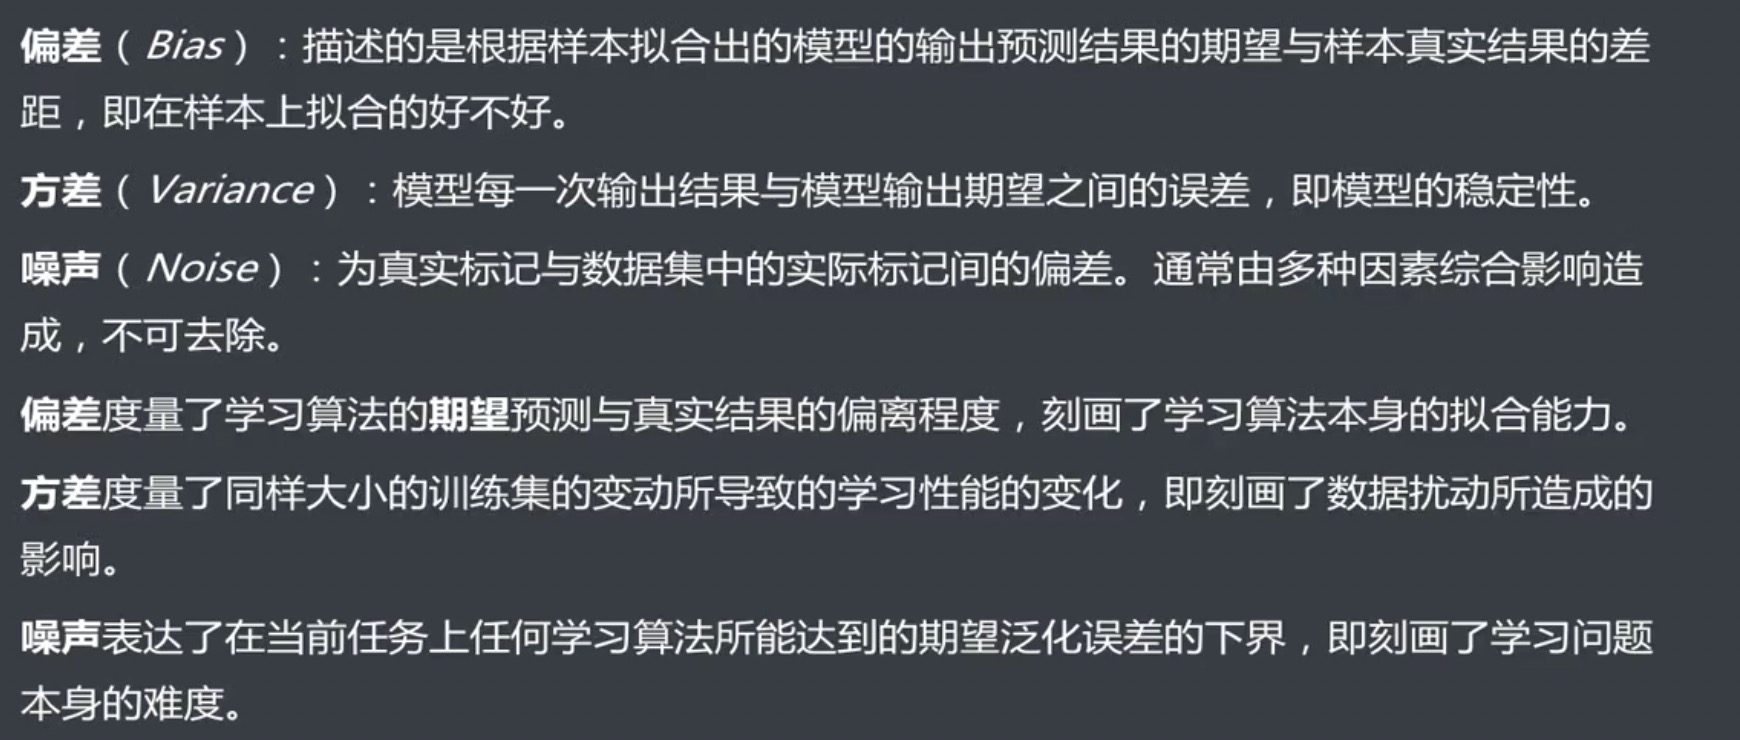 偏差（Bias）：描述的是根据样本拟合出的模型的输出预测结果的期望与样本真实结果的差
距，即在样本上拟合的好不好。
方差（Variance）：模型每一次输出结果与模型输出期望之间的误差，即模型的稳定性。
噪声（Noise）：为真实标记与数据集中的实际标记间的偏差。通常由多种因素综合影响造
成，不可去除。
偏差度量了学习算法的期望预测与真实结果的偏离程度，刻画了学习算法本身的拟合能力。
方差度量了同样大小的训练集的变动所导致的学习性能的变化，即刻画了数据扰动所造成的
影响。
噪声表达了在当前任务上任何学习算法所能达到的期望泛化误差的下界，即刻画了学习问题
本身的难度。